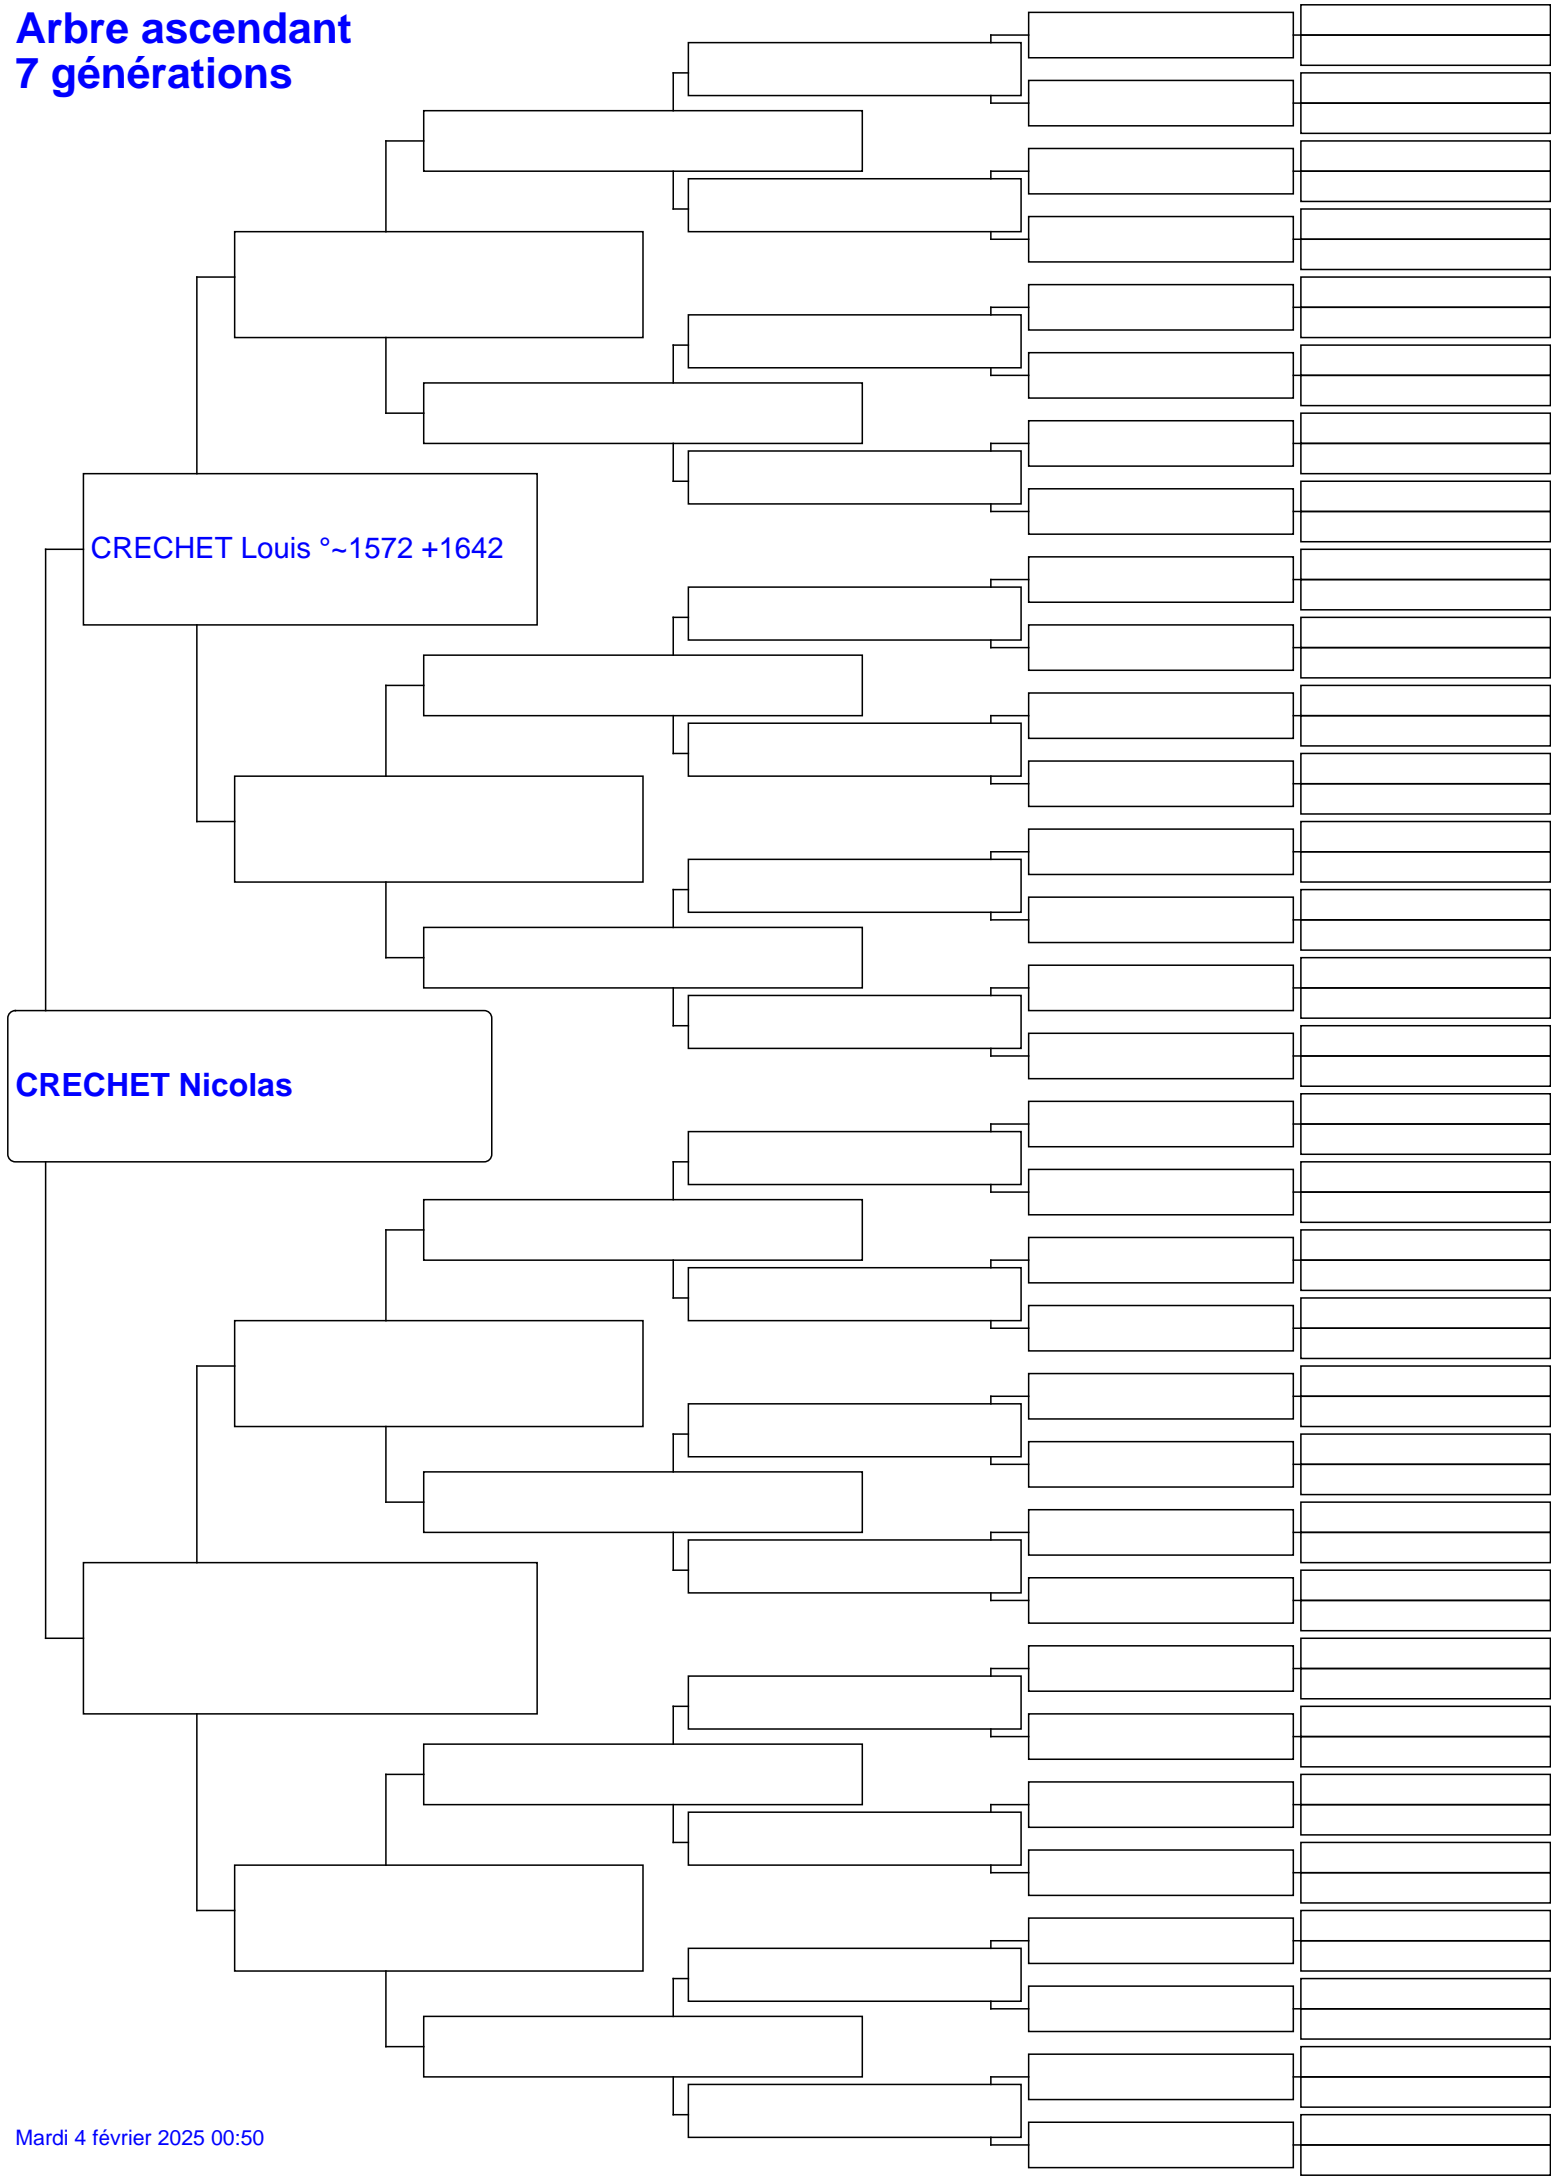 Arbre ascendant
7 générations
CRECHET Louis °~1572 +1642
CRECHET Nicolas
Mardi 4 février 2025 00:50